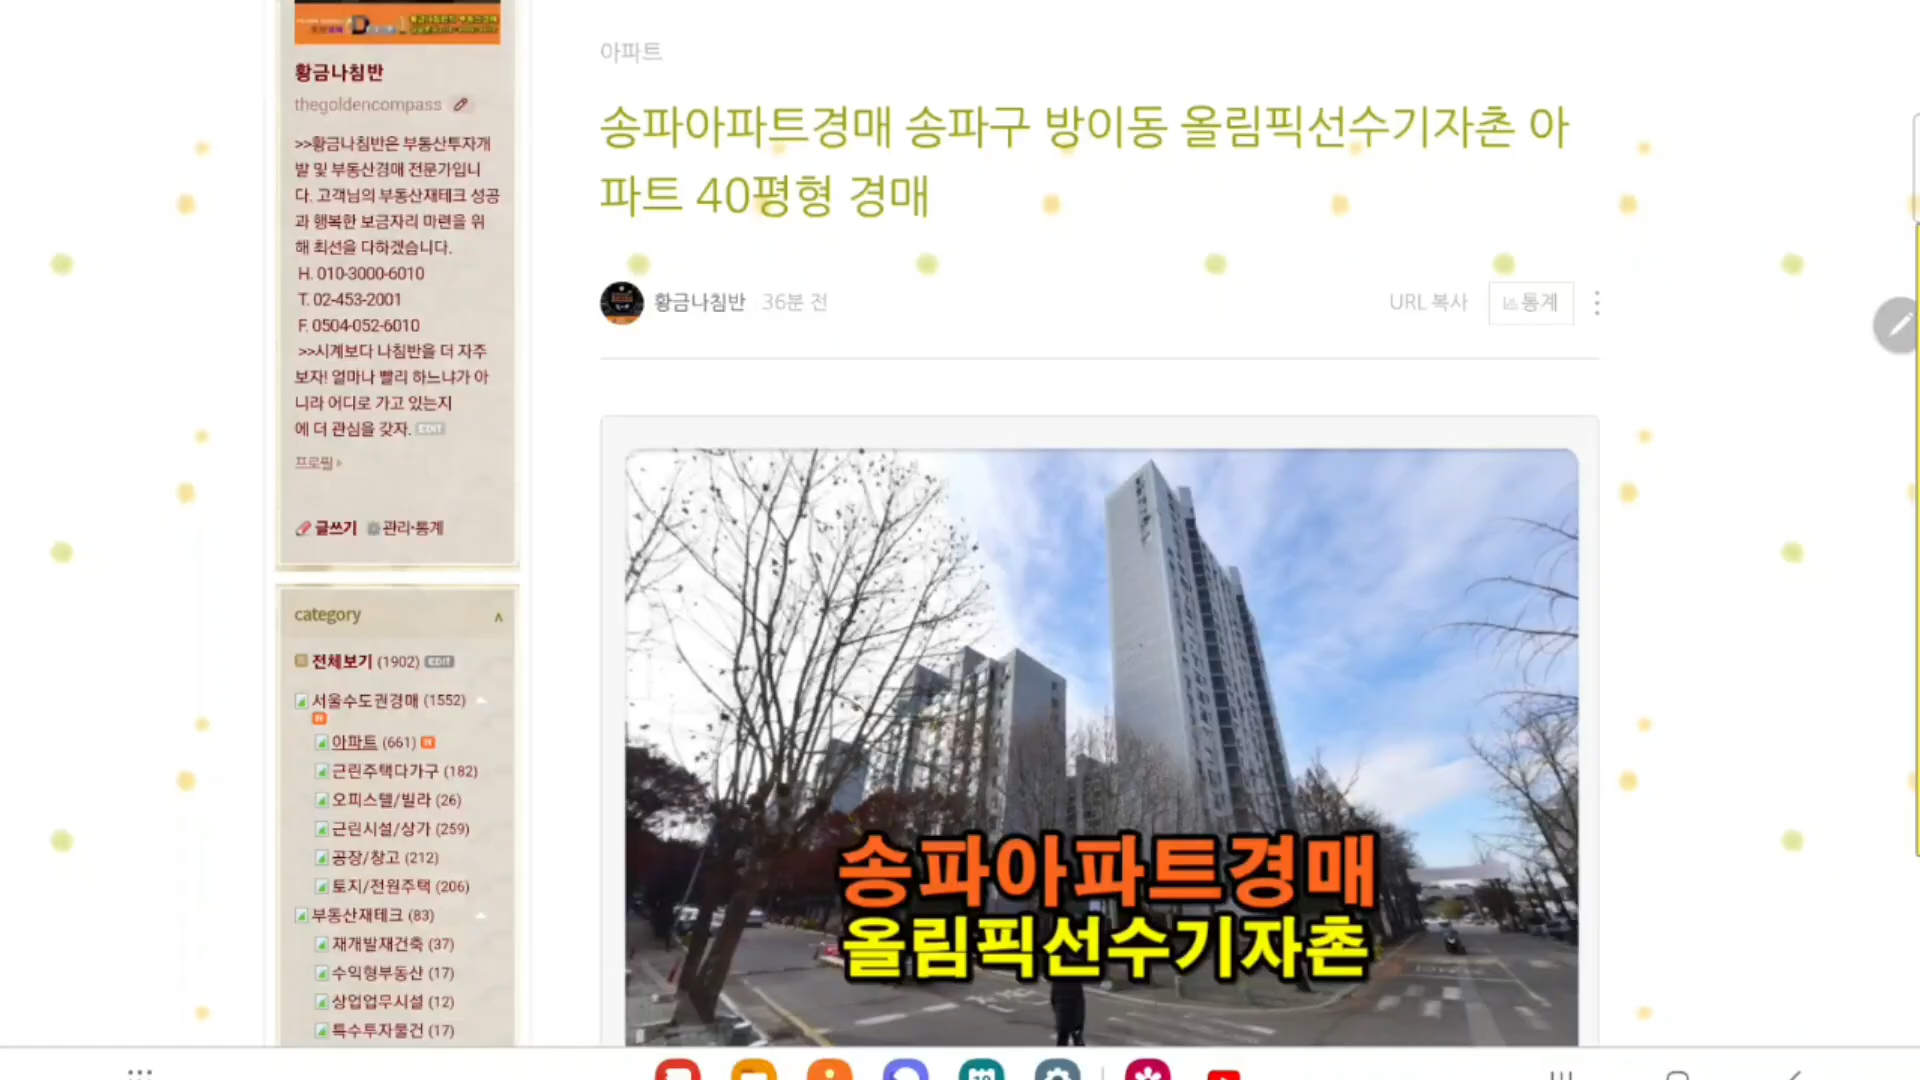 황금나침반
thegoldencompass
>>황금나침반은 부동산투자개
발 및 부동산경매 전문가입니
다. 고객님의 부동산재테크 성공
과 행복한 보금자리 마련을 위
해 최선을 다하겠습니다.
H. 010-3000-6010
T. 02-453-2001
F. 0504-052-6010
>>시계보다 나침반을 더 자주
보자! 얼마나 빨리 하느냐가 아
니라 어디로 가고 있는지
에 더 관심을 갖자. EDIT
프로필
글쓰기 관리·통계
category
전체보기 (1902) EDIT
서울수도권경매 (1552)
N
아파트 (661) N
근린주택다가구 (182)
오피스텔/빌라 (26)
근린시설/상가 (259)
공장/창고 (212)
토지/전원주택 (206)
부동산재테크 (83)
재개발재건축 (37)
수익형부동산 (17)
상업업무시설 (12)
특수투자물건 (17)
아파트
송파아파트경매 송파구 방이동 올림픽선수기자촌 아
파트 40평형 경매
황금나침반 36분 전
URL 복사 통계
송파아파트경매
올림픽선수기자촌